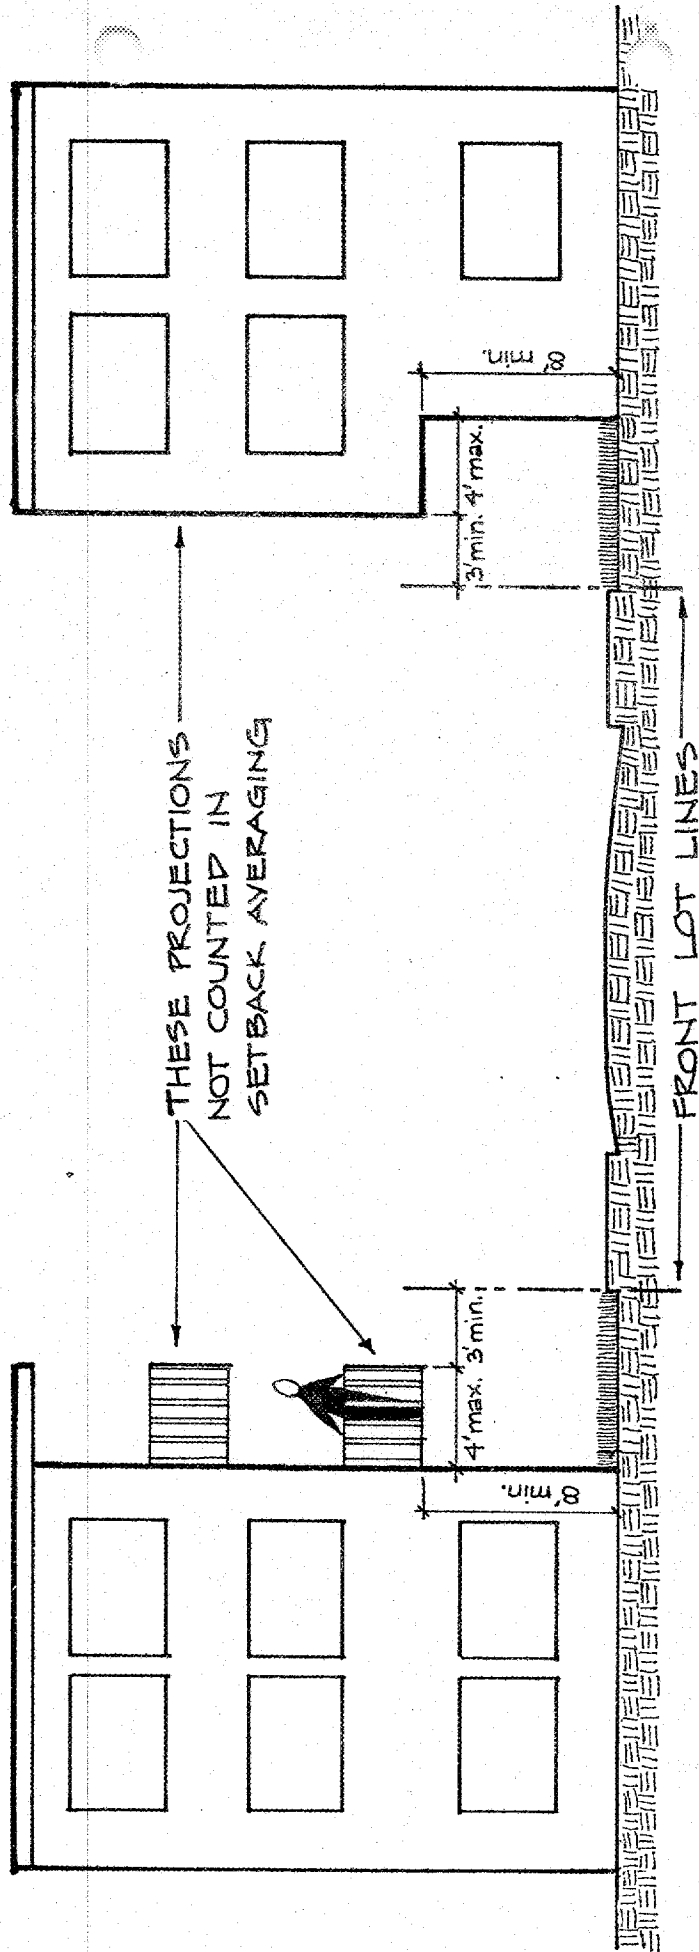 THESE PROJECTIONS
NOT COUNTED IN
SETBACK AVERAGING
4'max. 3'min.
8' min.
3'min. 4'max.
8' min.
FRONT LOT LINES